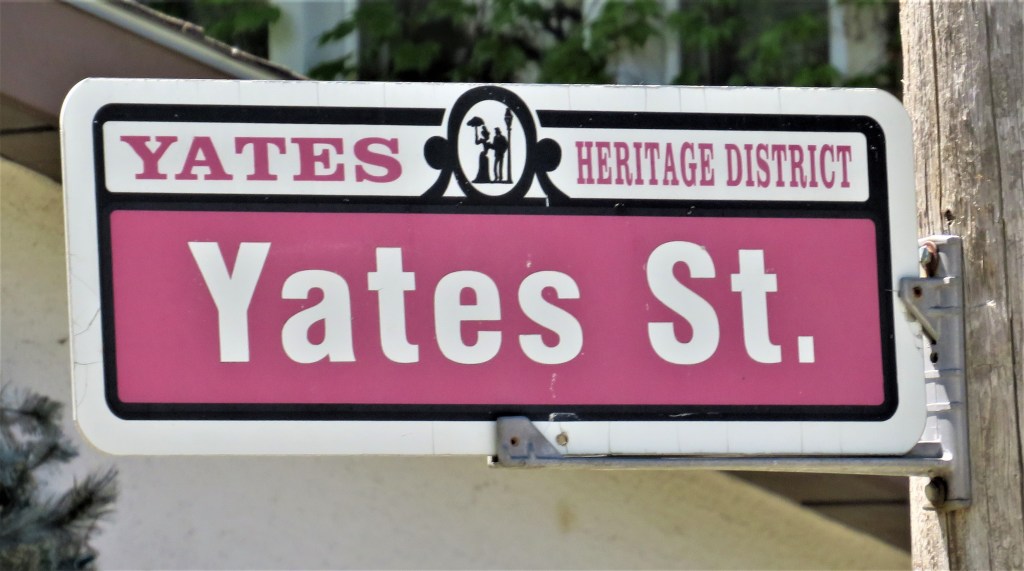 YATES HERITAGE DISTRICT
Yates St.